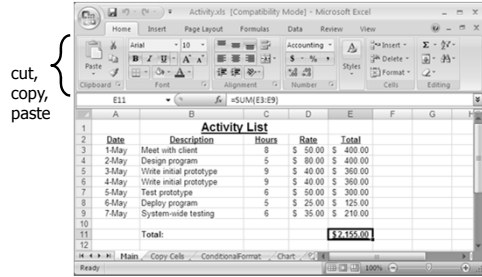 Activity.xls [Compatibility Mode] - Microsoft Excel
Home Insert Page Layout Formulas Data Review View
cut,
copy,
paste
Paste
Clipboard
Arial 10
B I U A A
Font
Alignment
Accounting
$ % ,
Number
Styles
Insert
Delete
Format
Cells
Σ
Editing
E11 fx =SUM(E3:E9)
A B C D E F G H
1 Activity List
2 Date Description Hours Rate Total
3 1-May Meet with client 8 $ 50.00 $ 400.00
4 2-May Design program 5 $ 80.00 $ 400.00
5 3-May Write initial prototype 9 $ 40.00 $ 360.00
6 4-May Write initial prototype 9 $ 40.00 $ 360.00
7 5-May Test prototype 6 $ 50.00 $ 300.00
8 6-May Deploy program 5 $ 25.00 $ 125.00
9 7-May System-wide testing 6 $ 35.00 $ 210.00
10
11 Total: $2,155.00
12
Main Copy Cells ConditionalFormat Chart
Ready 100%